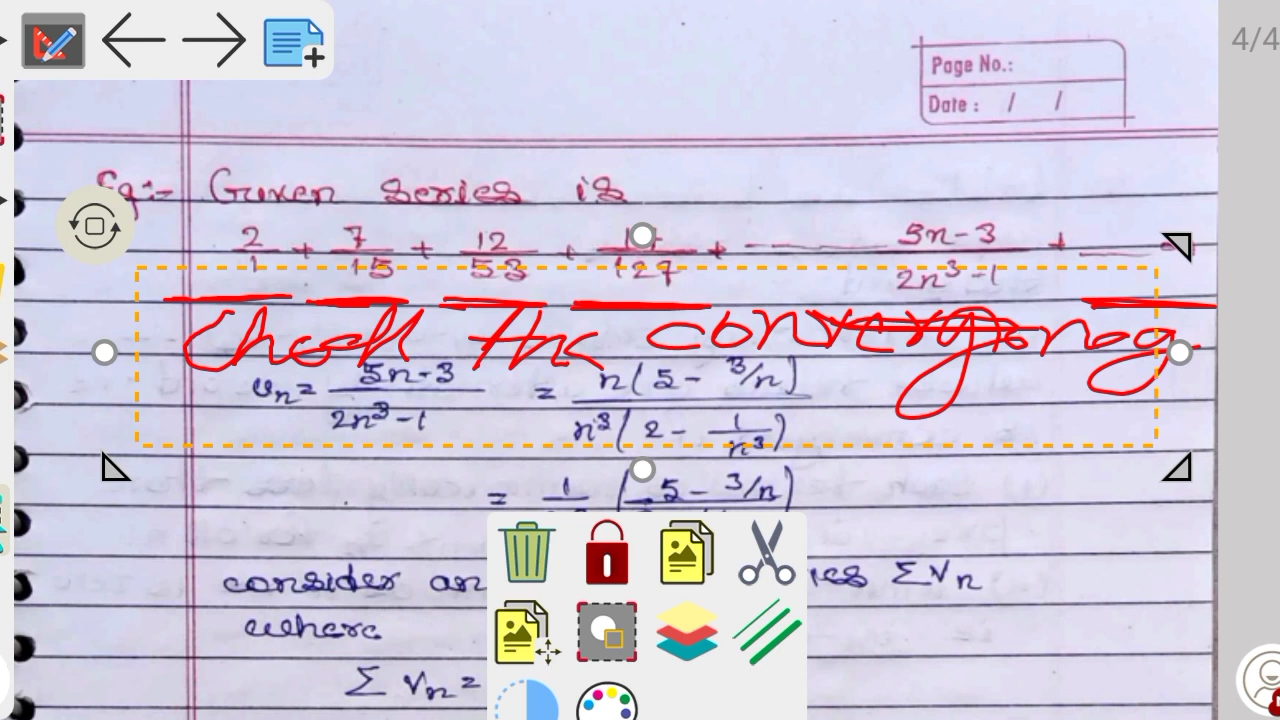 4/4
Page No.:
Date : / /
Eg:- Given series is
2/1 + 7/15 + 12/53 + 17/127 + ——— 5n-3/2n³-1 + ——
Check the
un = 5n-3/2n³-1 = n(5 - 3/n)/n³(2 - 1/n³)
= 1/ (5 - 3/n)
consider an ΣVn
where
Σ Vn =